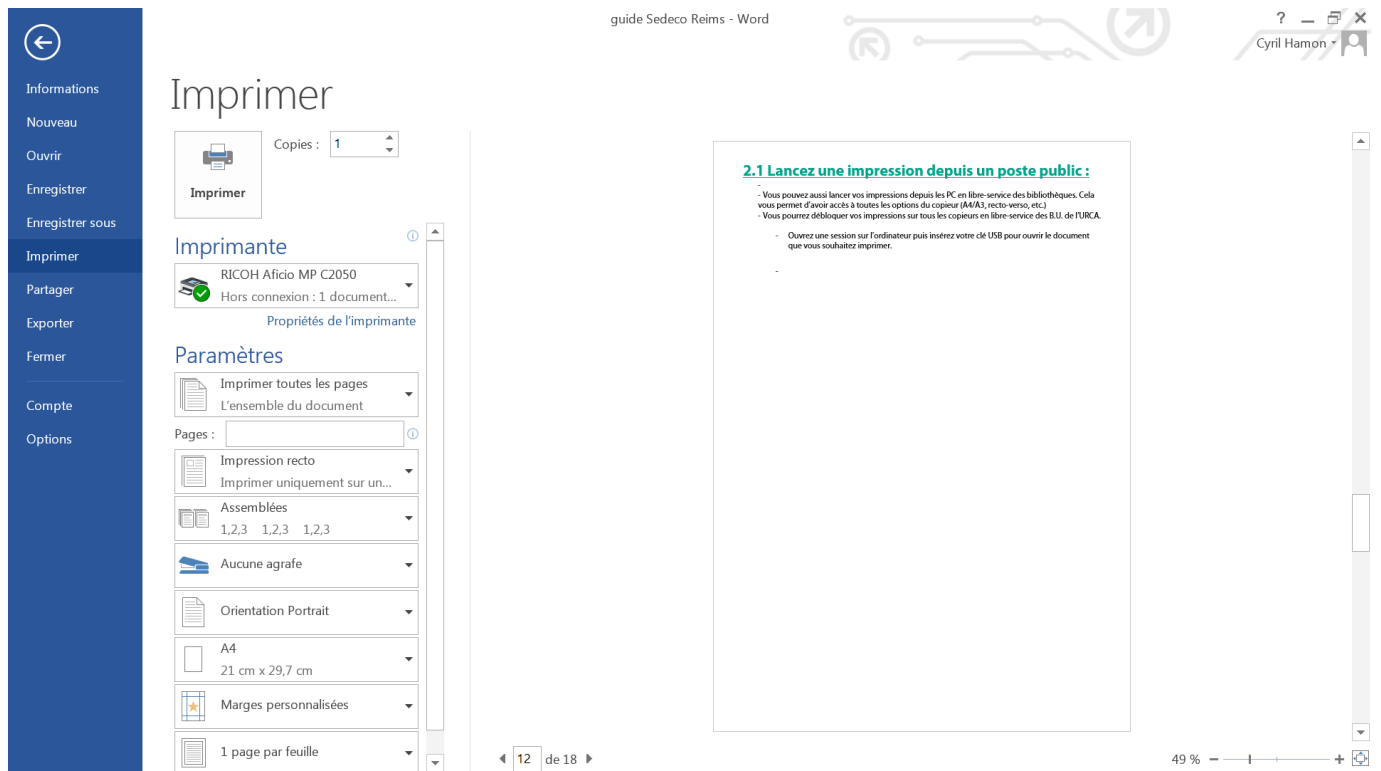 guide Sedeco Reims - Word
?
Cyril Hamon
Informations
Nouveau
Ouvrir
Enregistrer
Enregistrer sous
Imprimer
Partager
Exporter
Fermer
Compte
Options
Imprimer
Imprimer
Copies : 1
Imprimante
RICOH Aficio MP C2050
Hors connexion : 1 document...
Propriétés de l'imprimante
Paramètres
Imprimer toutes les pages
L'ensemble du document
Pages :
Impression recto
Imprimer uniquement sur un...
Assemblées
1,2,3 1,2,3 1,2,3
Aucune agrafe
Orientation Portrait
A4
21 cm x 29,7 cm
Marges personnalisées
1 page par feuille
2.1 Lancez une impression depuis un poste public :
-
- Vous pouvez aussi lancer vos impressions depuis les PC en libre-service des bibliothèques. Cela
vous permet d'avoir accès à toutes les options du copieur (A4/A3, recto-verso, etc.)
- Vous pourrez débloquer vos impressions sur tous les copieurs en libre-service des B.U. de l'URCA.
- Ouvrez une session sur l'ordinateur puis insérez votre clé USB pour ouvrir le document
que vous souhaitez imprimer.
-
12 de 18
49 %